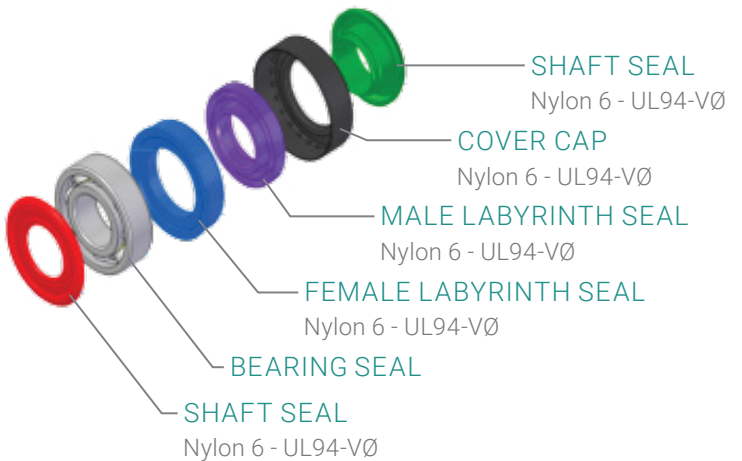 SHAFT SEAL
Nylon 6 - UL94-VØ
COVER CAP
Nylon 6 - UL94-VØ
MALE LABYRINTH SEAL
Nylon 6 - UL94-VØ
FEMALE LABYRINTH SEAL
Nylon 6 - UL94-VØ
BEARING SEAL
SHAFT SEAL
Nylon 6 - UL94-VØ